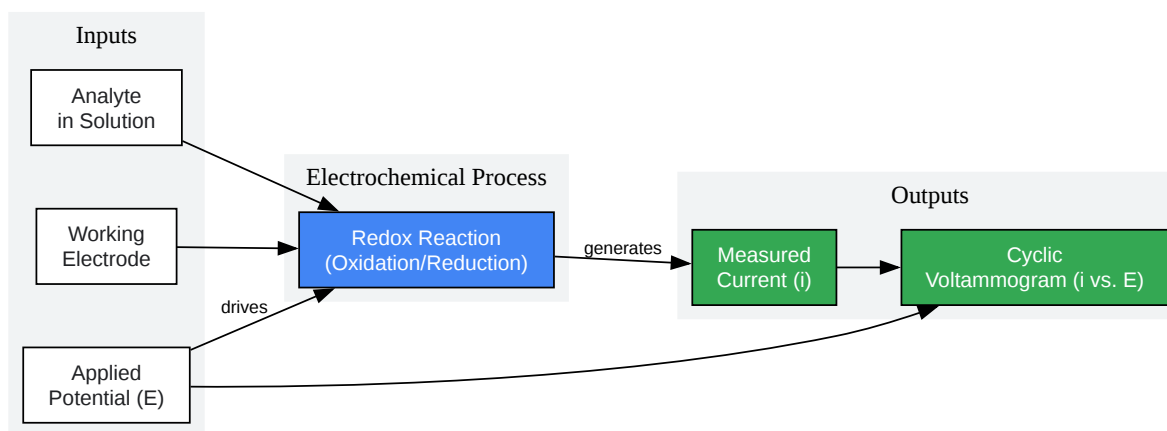 Inputs
Analyte
in Solution
Working
Electrode
Applied
Potential (E)
drives
Electrochemical Process
Redox Reaction
(Oxidation/Reduction)
generates
Outputs
Measured
Current (i)
Cyclic
Voltammogram (i vs. E)